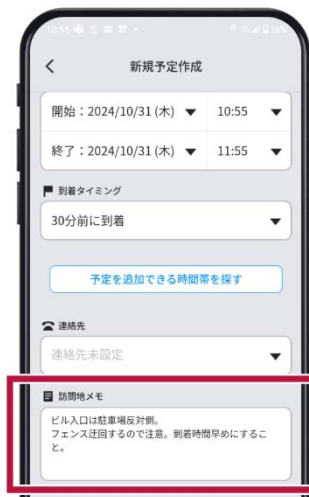 10:55
新規予定作成
開始：2024/10/31 (木) ▼ 10:55 ▼
終了：2024/10/31 (木) ▼ 11:55 ▼
到着タイミング
30分前に到着 ▼
予定を追加できる時間帯を探す
連絡先
連絡先未設定 ▼
訪問地メモ
ビル入口は駐車場反対側。
フェンス迂回するので注意。到着時間早めにするこ
と。